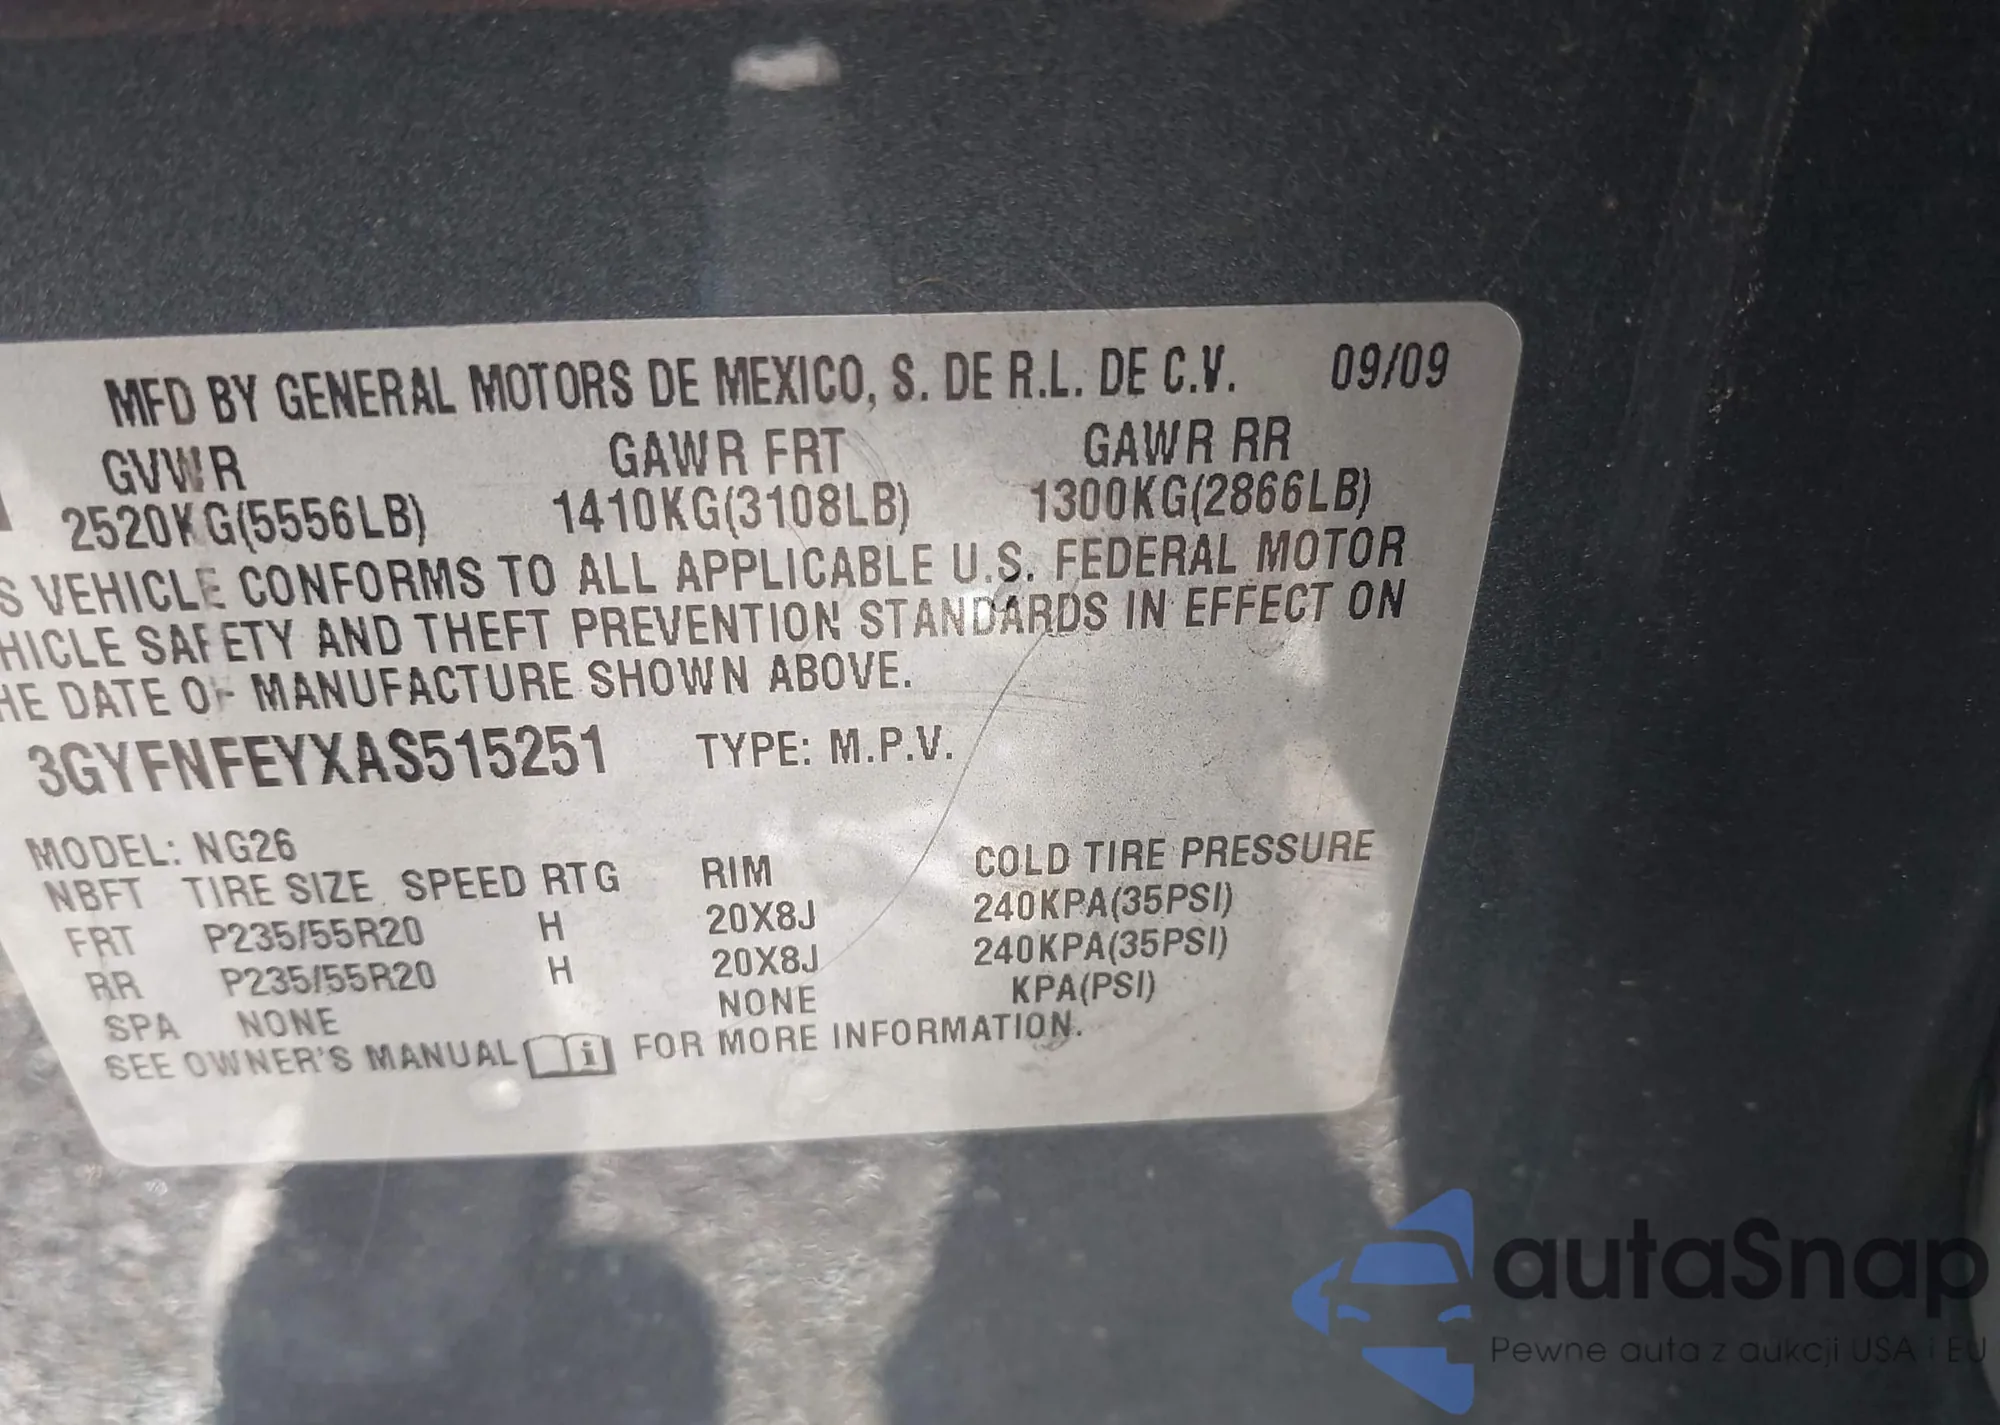 MFD BY GENERAL MOTORS DE MEXICO, S. DE R.L. DE C.V. 09/09
GVWR GAWR FRT GAWR RR
2520KG(5556LB) 1410KG(3108LB) 1300KG(2866LB)
S VEHICLE CONFORMS TO ALL APPLICABLE U.S. FEDERAL MOTOR
HICLE SAFETY AND THEFT PREVENTION STANDARDS IN EFFECT ON
HE DATE OF MANUFACTURE SHOWN ABOVE.
3GYFNFEYXAS515251 TYPE: M.P.V.
MODEL: NG26
NBFT TIRE SIZE SPEED RTG RIM COLD TIRE PRESSURE
FRT P235/55R20 H 20X8J 240KPA(35PSI)
RR P235/55R20 H 20X8J 240KPA(35PSI)
SPA NONE NONE KPA(PSI)
SEE OWNER'S MANUAL i FOR MORE INFORMATION.
autaSnap
Pewne auta z aukcji USA i EU